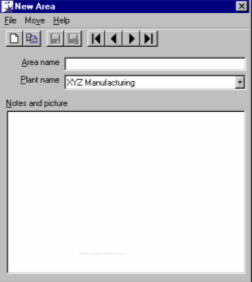 New Area
File Move Help
Area name
Plant name XYZ Manufacturing
Notes and picture